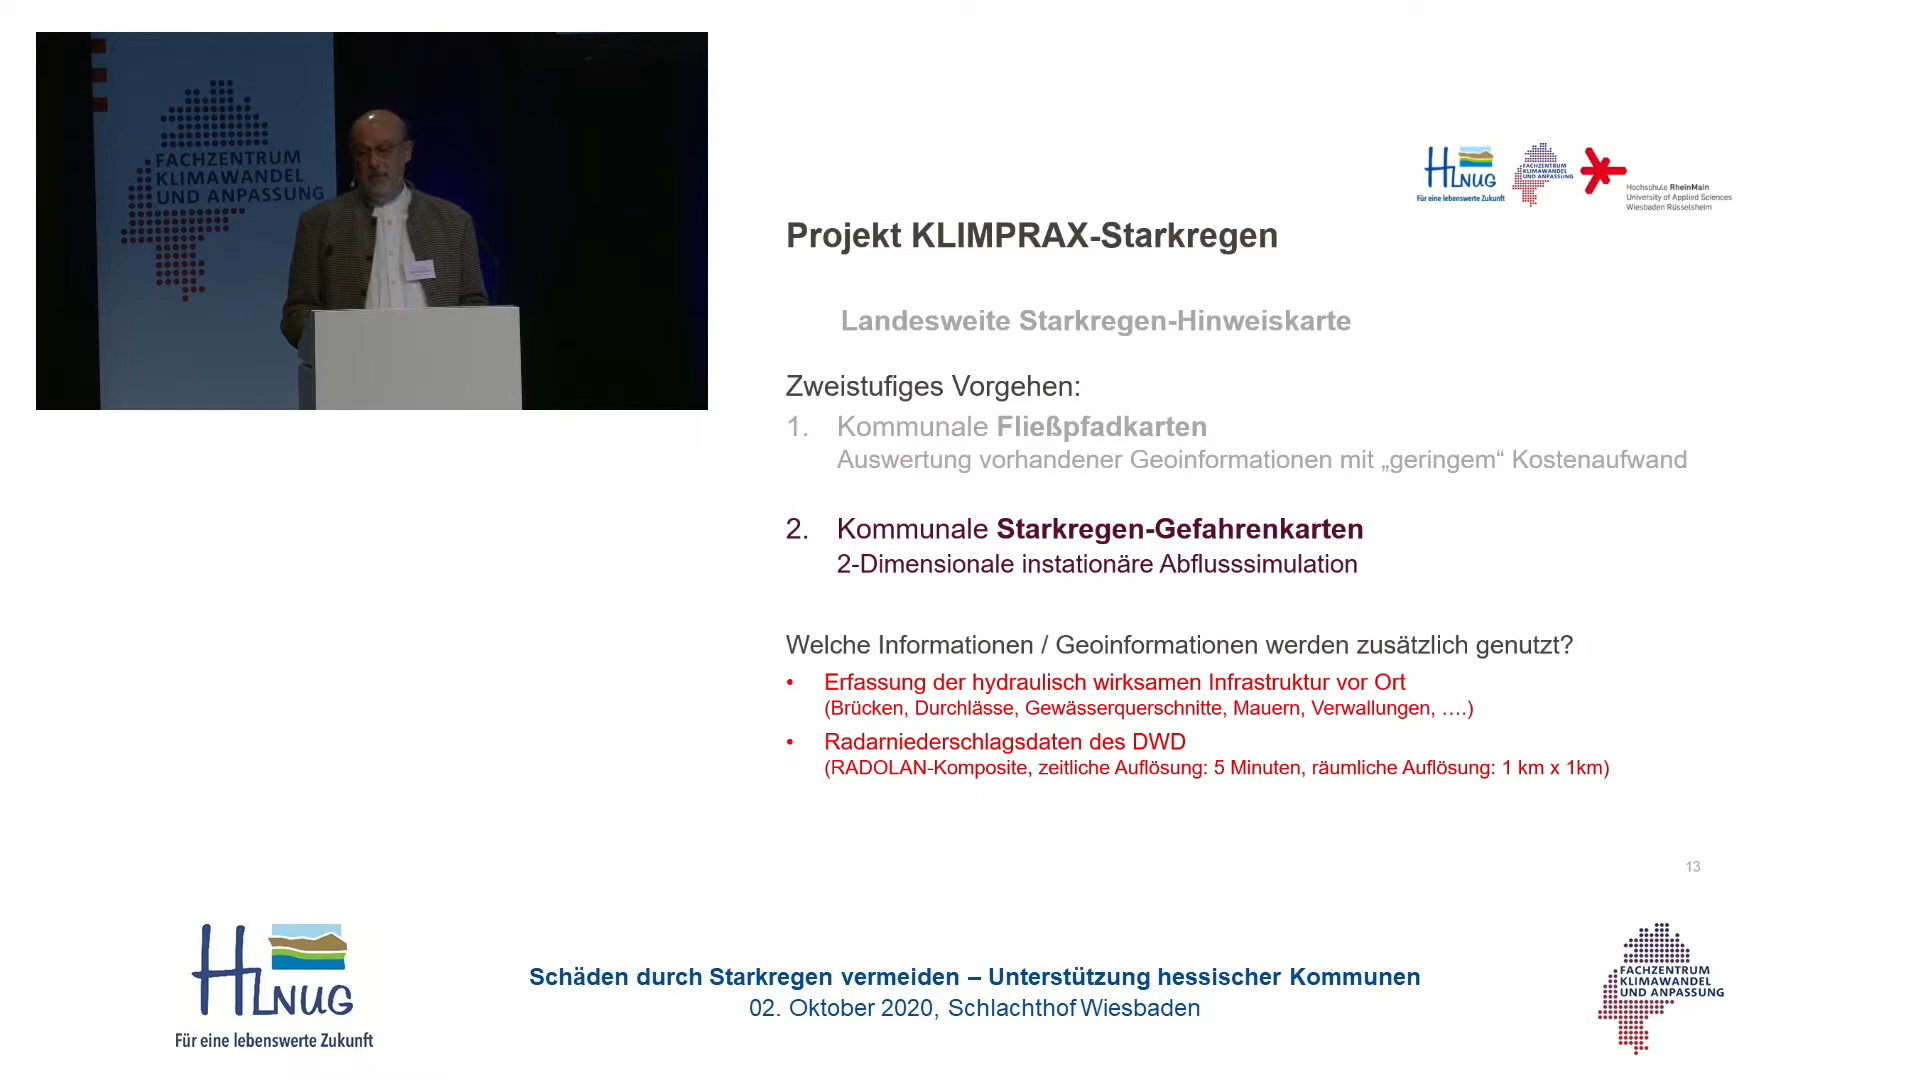 FACHZENTRUM
KLIMAWANDEL
UND ANPASSUNG
HLNUG
Für eine lebenswerte Zukunft
FACHZENTRUM
KLIMAWANDEL
UND ANPASSUNG
Hochschule RheinMain
University of Applied Sciences
Wiesbaden Rüsselsheim
Projekt KLIMPRAX-Starkregen
Landesweite Starkregen-Hinweiskarte
Zweistufiges Vorgehen:
1. Kommunale Fließpfadkarten
Auswertung vorhandener Geoinformationen mit „geringem“ Kostenaufwand
2. Kommunale Starkregen-Gefahrenkarten
2-Dimensionale instationäre Abflusssimulation
Welche Informationen / Geoinformationen werden zusätzlich genutzt?
• Erfassung der hydraulisch wirksamen Infrastruktur vor Ort
(Brücken, Durchlässe, Gewässerquerschnitte, Mauern, Verwallungen, ….)
• Radarniederschlagsdaten des DWD
(RADOLAN-Komposite, zeitliche Auflösung: 5 Minuten, räumliche Auflösung: 1 km x 1km)
13
HLNUG
Für eine lebenswerte Zukunft
Schäden durch Starkregen vermeiden – Unterstützung hessischer Kommunen
02. Oktober 2020, Schlachthof Wiesbaden
FACHZENTRUM
KLIMAWANDEL
UND ANPASSUNG